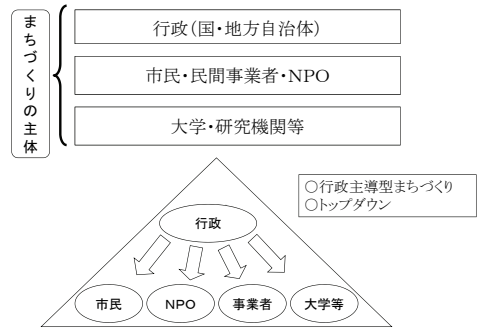 まちづくりの主体
行政（国・地方自治体）
市民・民間事業者・NPO
大学・研究機関等
○行政主導型まちづくり
○トップダウン
行政
市民
NPO
事業者
大学等